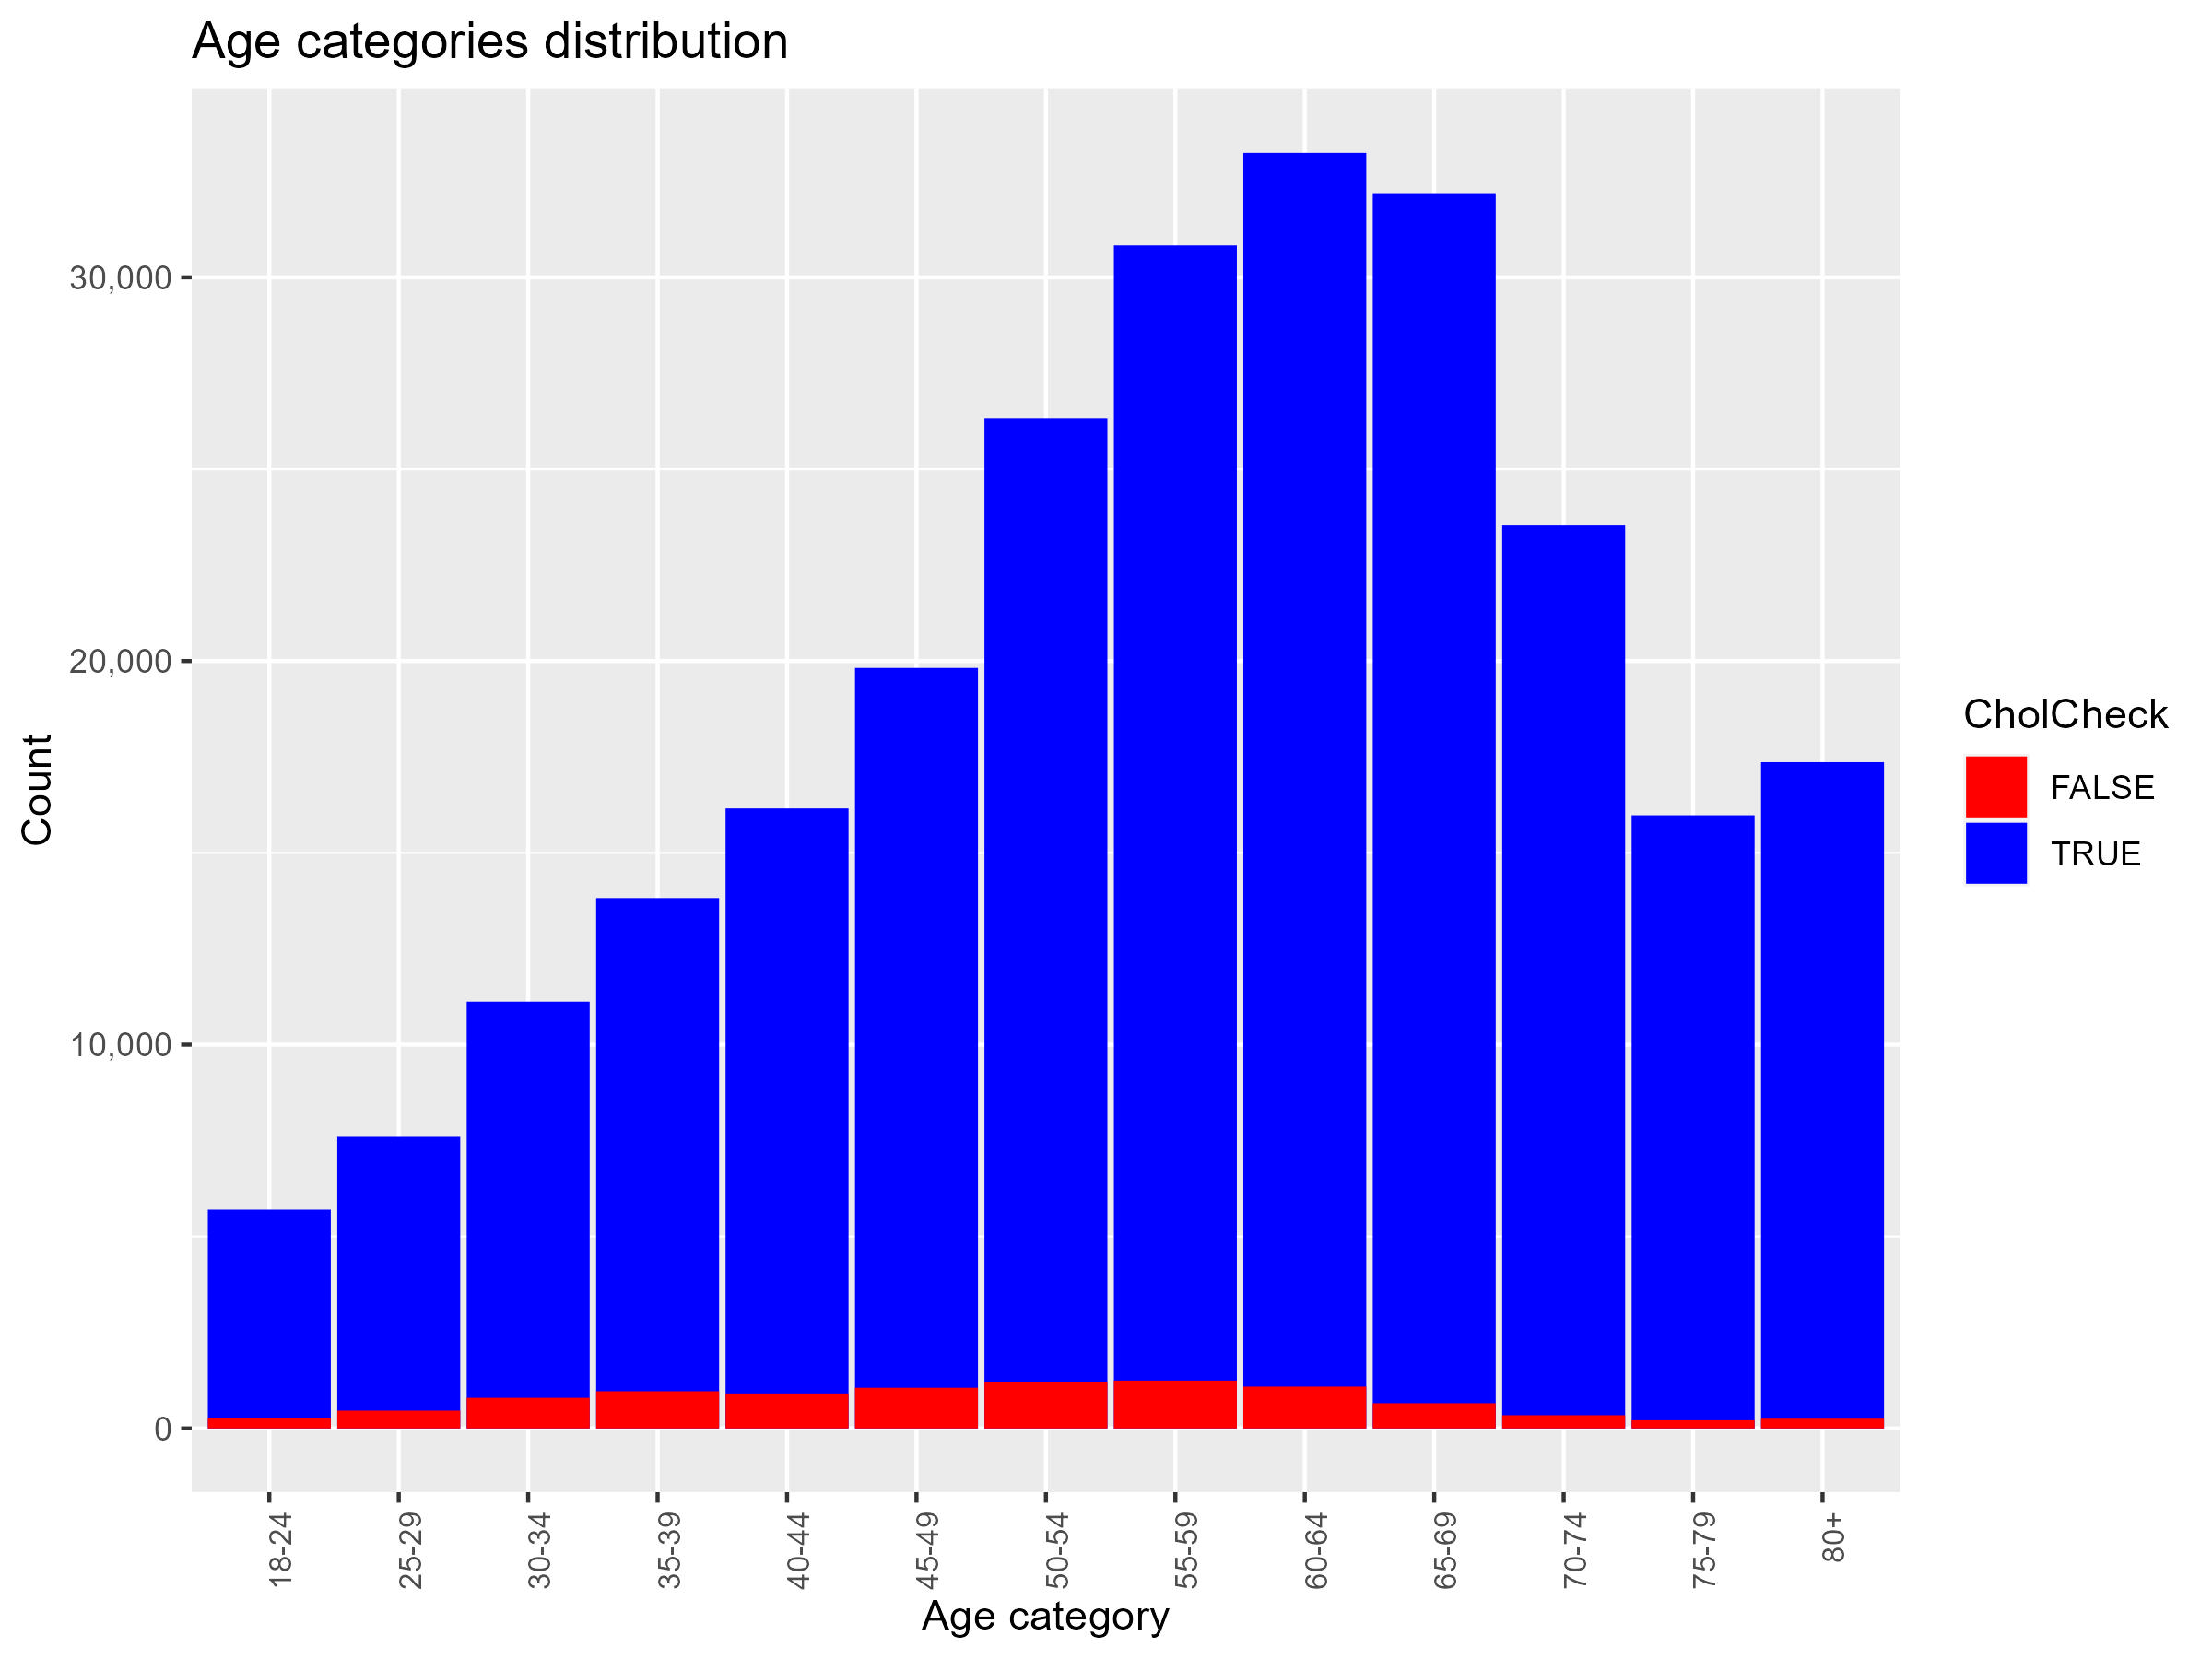 Age categories distribution
30,000
20,000
10,000
0
Count
18-24
25-29
30-34
35-39
40-44
45-49
50-54
55-59
60-64
65-69
70-74
75-79
80+
Age category
CholCheck
FALSE
TRUE